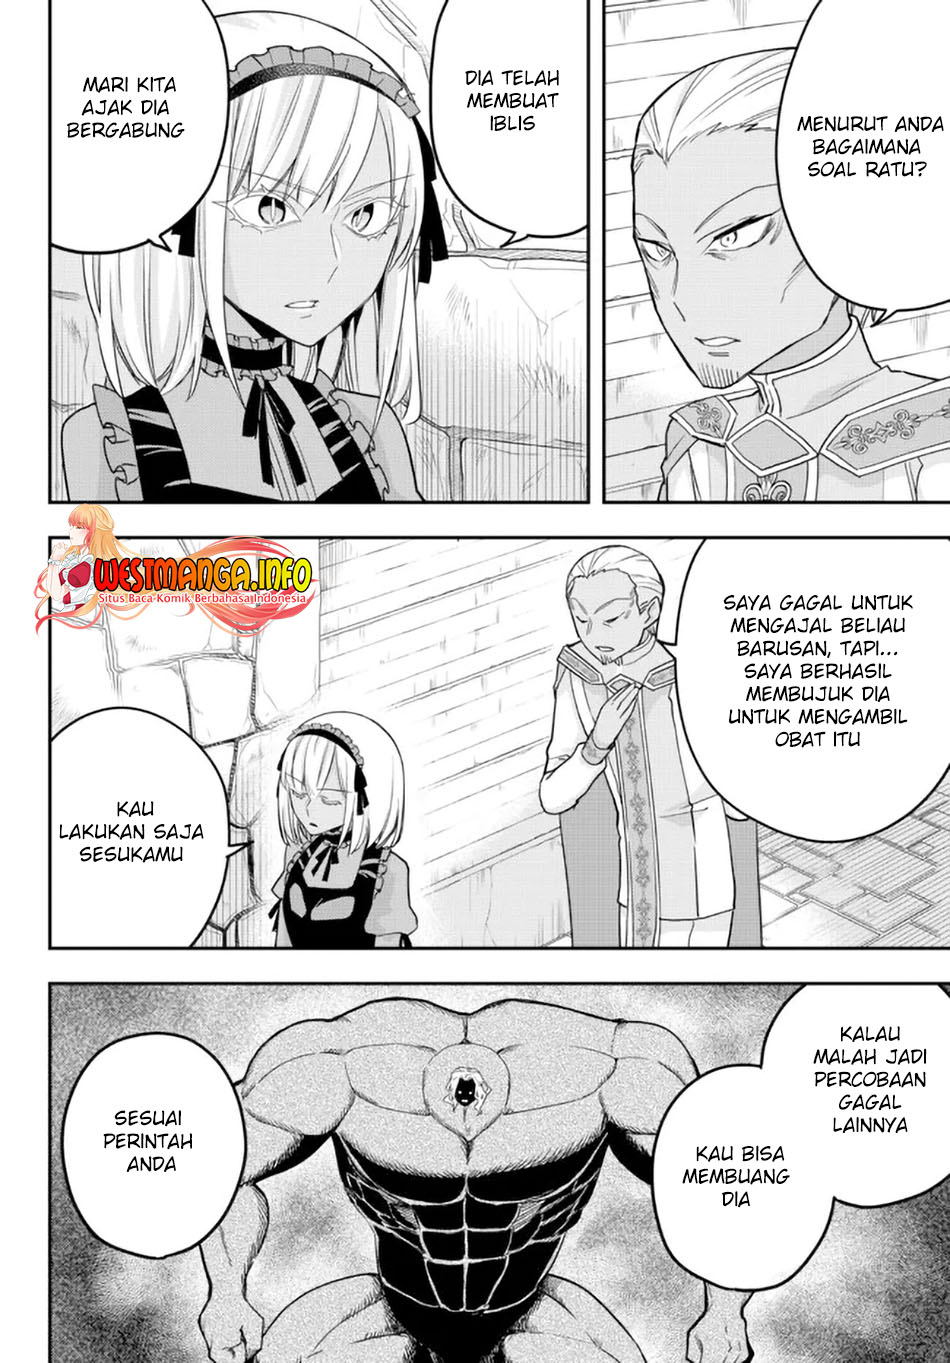 MENURUT ANDA
BAGAIMANA
SOAL RATU?
DIA TELAH
MEMBUAT
IBLIS
MARI KITA
AJAK DIA
BERGABUNG
WESTMANGA.INFO
Situs Baca Komik Berbahasa Indonesia
SAYA GAGAL UNTUK
MENGAJAL BELIAU
BARUSAN, TAPI...
SAYA BERHASIL
MEMBUJUK DIA
UNTUK MENGAMBIL
OBAT ITU
KAU
LAKUKAN SAJA
SESUKAMU
KALAU
MALAH JADI
PERCOBAAN
GAGAL
LAINNYA
KAU BISA
MEMBUANG
DIA
SESUAI
PERINTAH
ANDA